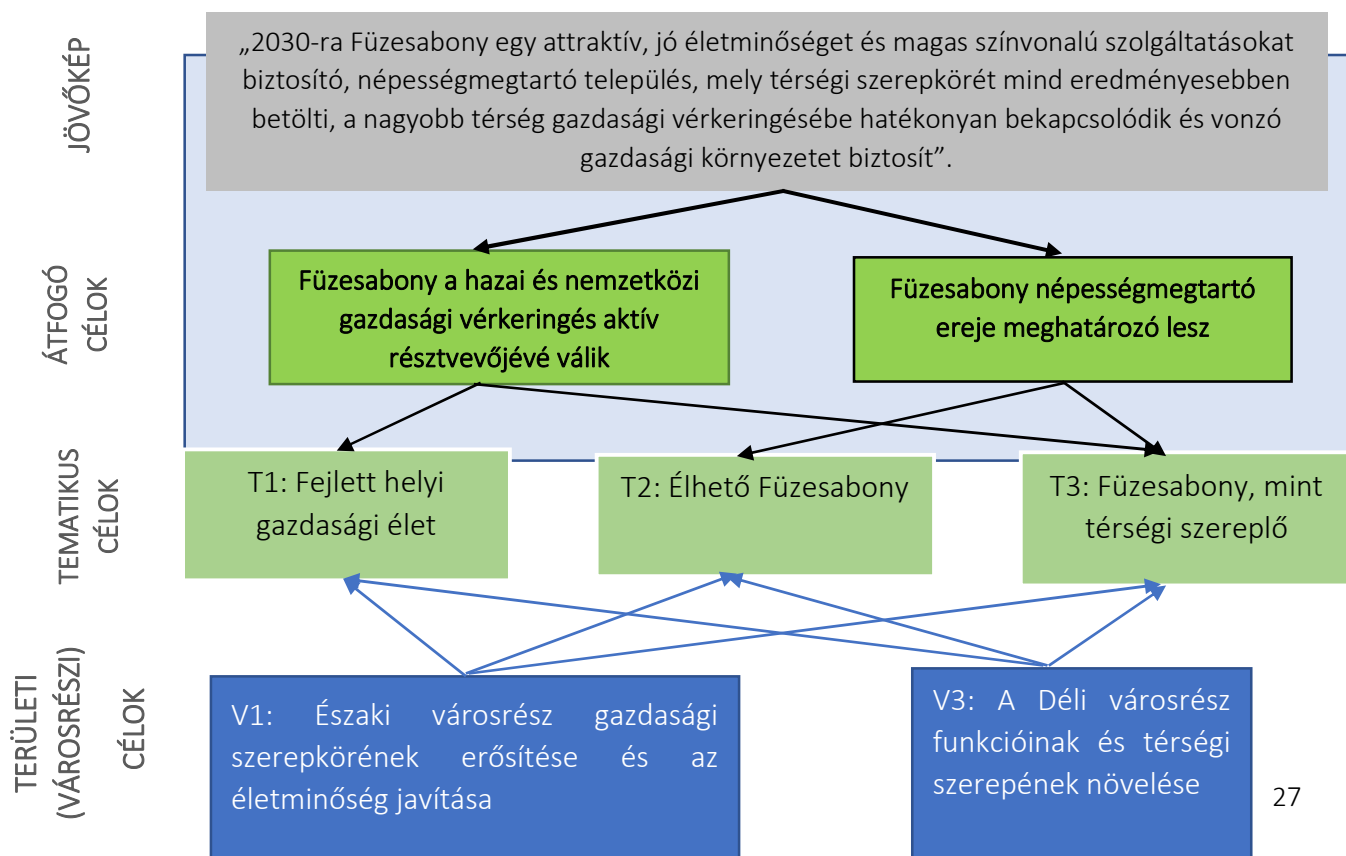 JÖVŐKÉP
„2030-ra Füzesabony egy attraktív, jó életminőséget és magas színvonalú szolgáltatásokat
biztosító, népességmegtartó település, mely térségi szerepkörét mind eredményesebben
betölti, a nagyobb térség gazdasági vérkeringésébe hatékonyan bekapcsolódik és vonzó
gazdasági környezetet biztosít”.
ÁTFOGÓ
CÉLOK
Füzesabony a hazai és nemzetközi
gazdasági vérkeringés aktív
résztvevőjévé válik
Füzesabony népességmegtartó
ereje meghatározó lesz
TEMATIKUS
CÉLOK
T1: Fejlett helyi
gazdasági élet
T2: Élhető Füzesabony
T3: Füzesabony, mint
térségi szereplő
TERÜLETI
(VÁROSRÉSZI)
CÉLOK
V1: Északi városrész gazdasági
szerepkörének erősítése és az
életminőség javítása
V3: A Déli városrész
funkcióinak és térségi
szerepének növelése
27